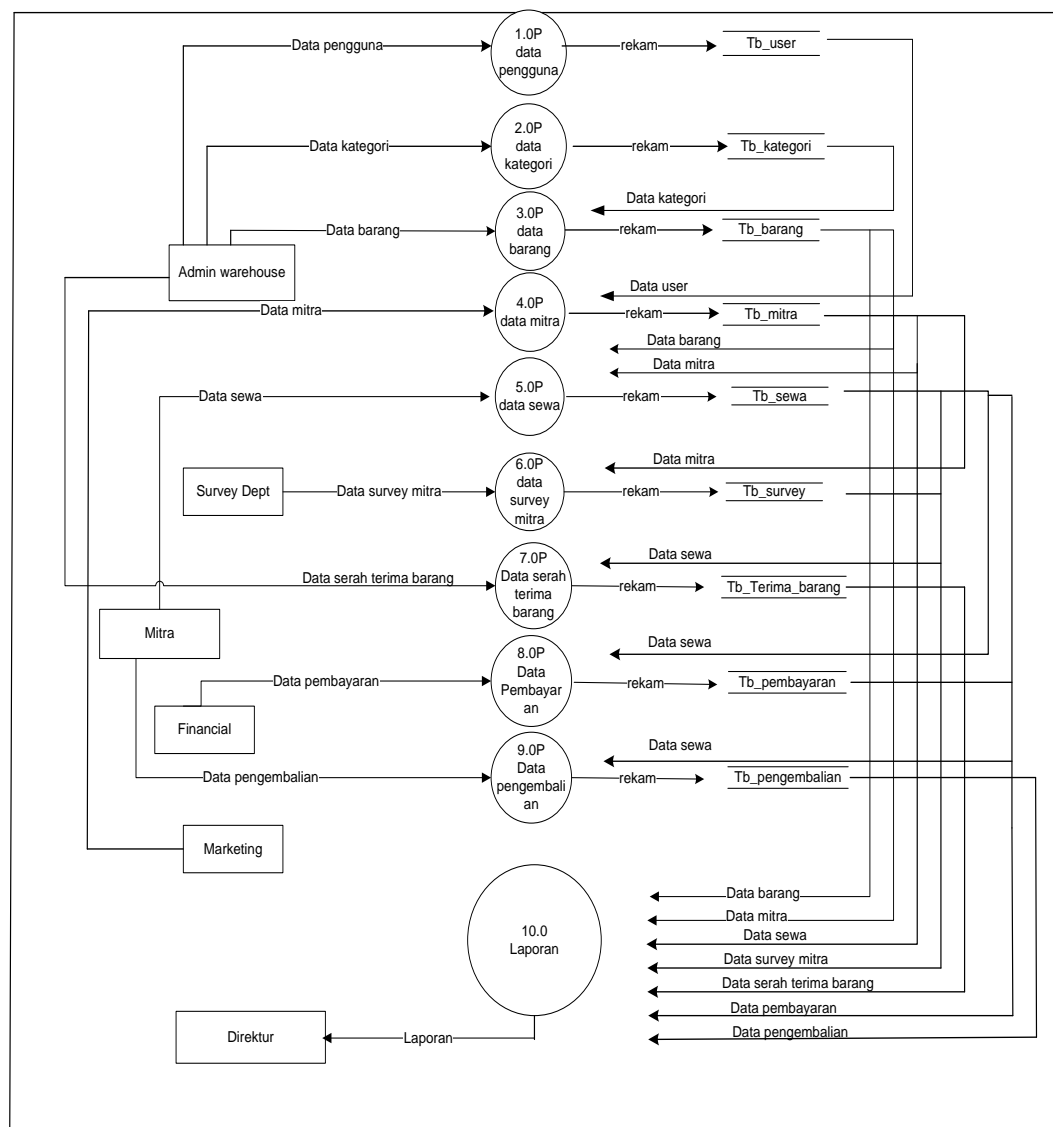 1.0P
data
pengguna
Data pengguna
rekam
Tb_user
2.0P
data
kategori
Data kategori
rekam
Tb_kategori
Data kategori
3.0P
data
barang
Data barang
rekam
Tb_barang
Admin warehouse
Data user
Data mitra
4.0P
data mitra
rekam
Tb_mitra
Data barang
Data mitra
5.0P
data sewa
Data sewa
rekam
Tb_sewa
Data mitra
6.0P
data
survey
mitra
Survey Dept
Data survey mitra
rekam
Tb_survey
Data sewa
7.0P
Data serah
terima
barang
Data serah terima barang
rekam
Tb_Terima_barang
Mitra
Data sewa
8.0P
Data
Pembayar
an
Data pembayaran
rekam
Tb_pembayaran
Financial
Data sewa
9.0P
Data
pengembali
an
Data pengembalian
rekam
Tb_pengembalian
Marketing
Data barang
Data mitra
10.0
Laporan
Data sewa
Data survey mitra
Data serah terima barang
Data pembayaran
Data pengembalian
Direktur
Laporan